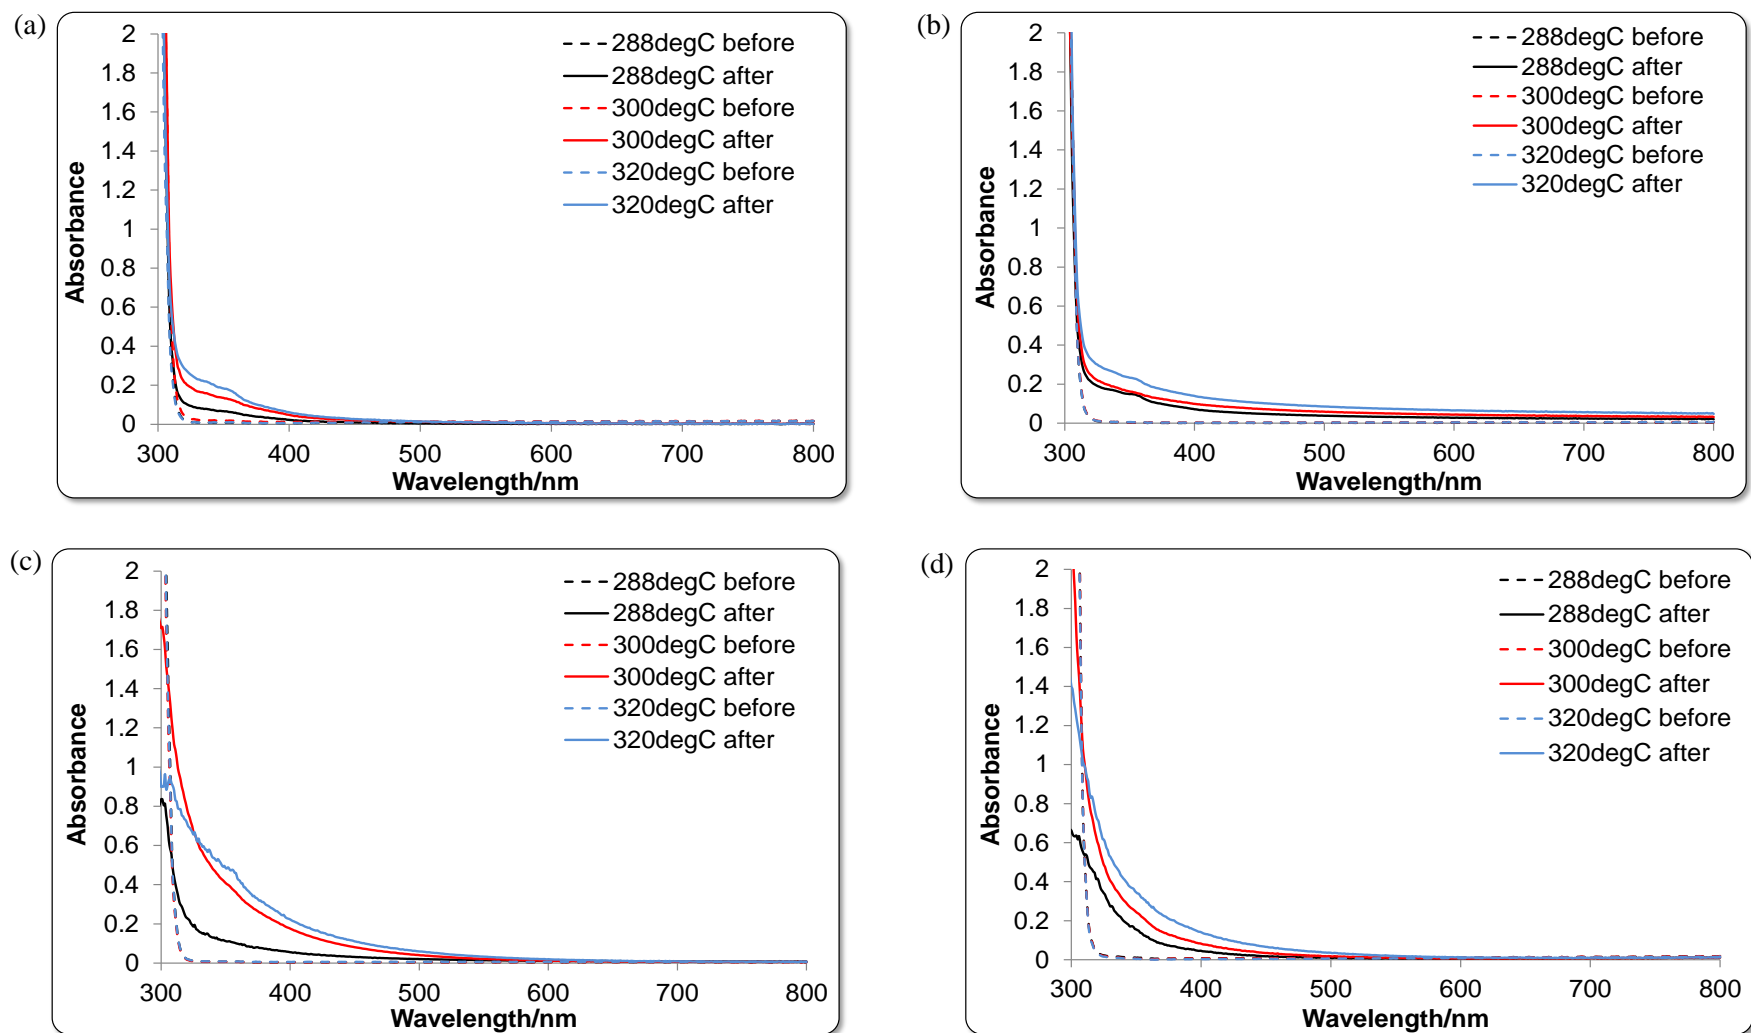 (a)
2
1.8
1.6
1.4
1.2
1
0.8
0.6
0.4
0.2
0
300 400 500 600 700 800
Absorbance
Wavelength/nm
288degC before
288degC after
300degC before
300degC after
320degC before
320degC after
(b)
2
1.8
1.6
1.4
1.2
1
0.8
0.6
0.4
0.2
0
300 400 500 600 700 800
Absorbance
Wavelength/nm
288degC before
288degC after
300degC before
300degC after
320degC before
320degC after
(c)
2
1.8
1.6
1.4
1.2
1
0.8
0.6
0.4
0.2
0
300 400 500 600 700 800
Absorbance
Wavelength/nm
288degC before
288degC after
300degC before
300degC after
320degC before
320degC after
(d)
2
1.8
1.6
1.4
1.2
1
0.8
0.6
0.4
0.2
0
300 400 500 600 700 800
Absorbance
Wavelength/nm
288degC before
288degC after
300degC before
300degC after
320degC before
320degC after